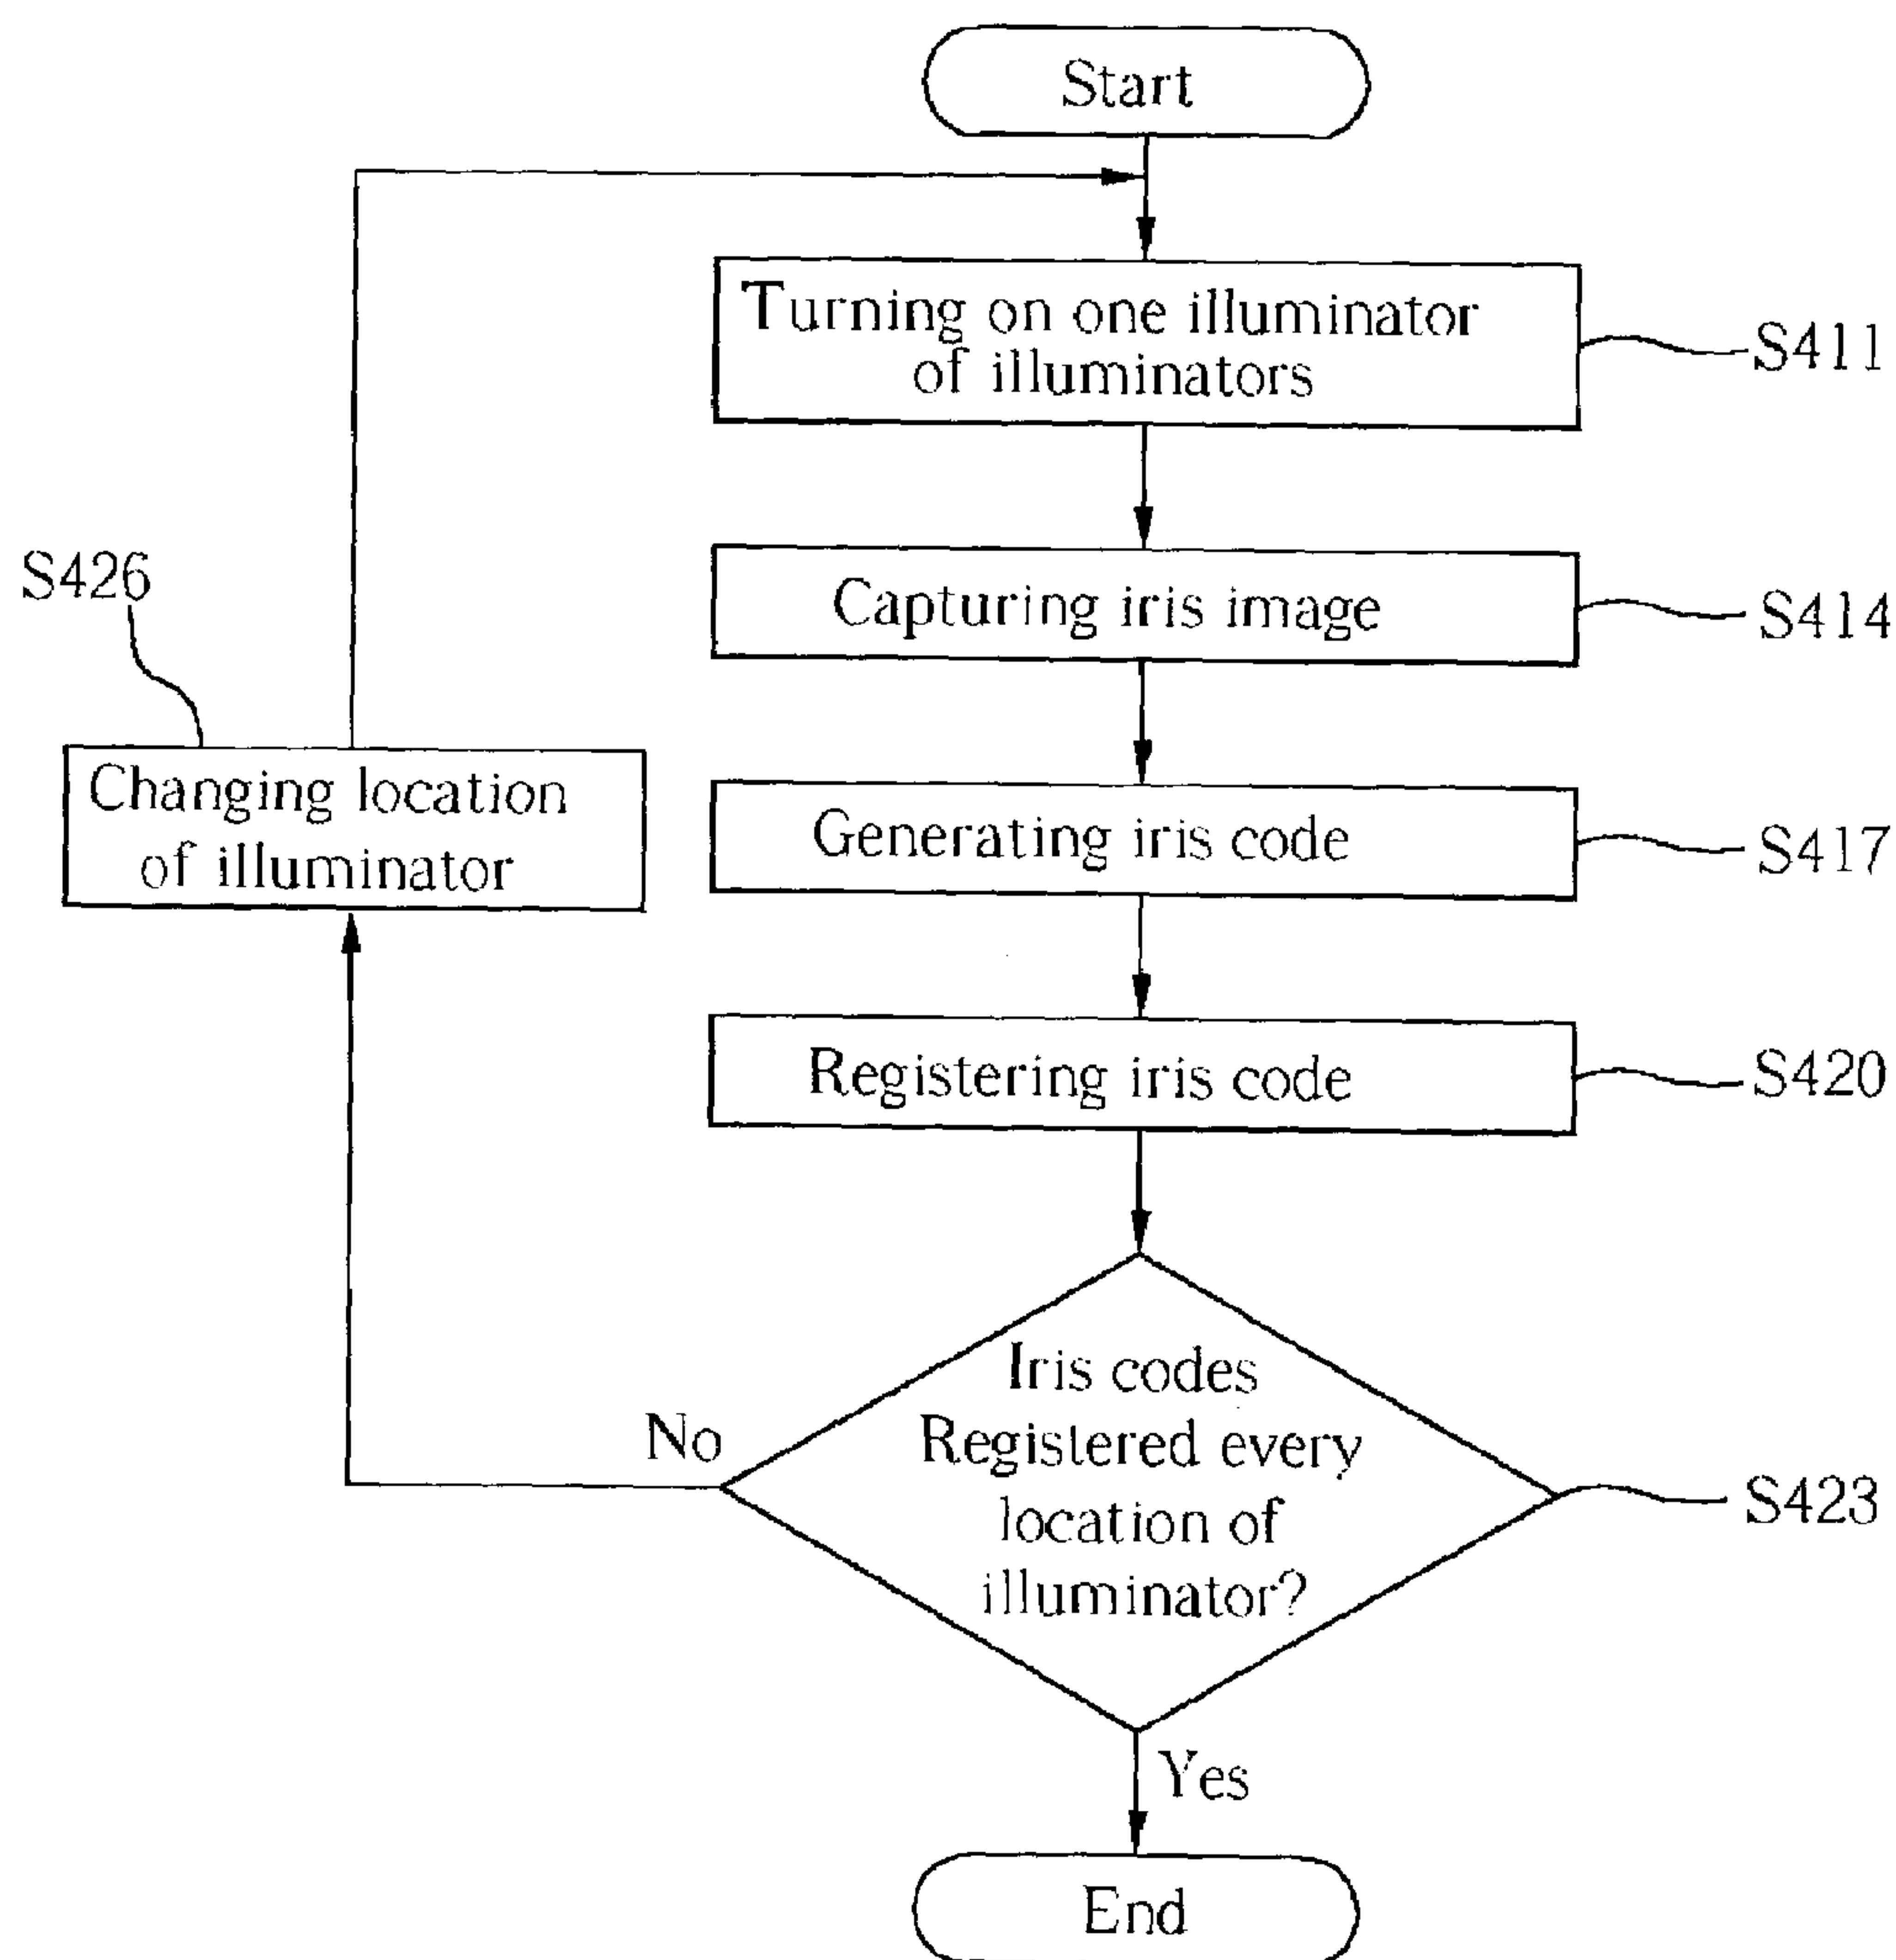 Start
Turning on one illuminator
of illuminators
S411
Capturing iris image
S414
S426
Changing location
of illuminator
Generating iris code
S417
Registering iris code
S420
Iris codes
Registered every
location of
illuminator?
No
S423
Yes
End